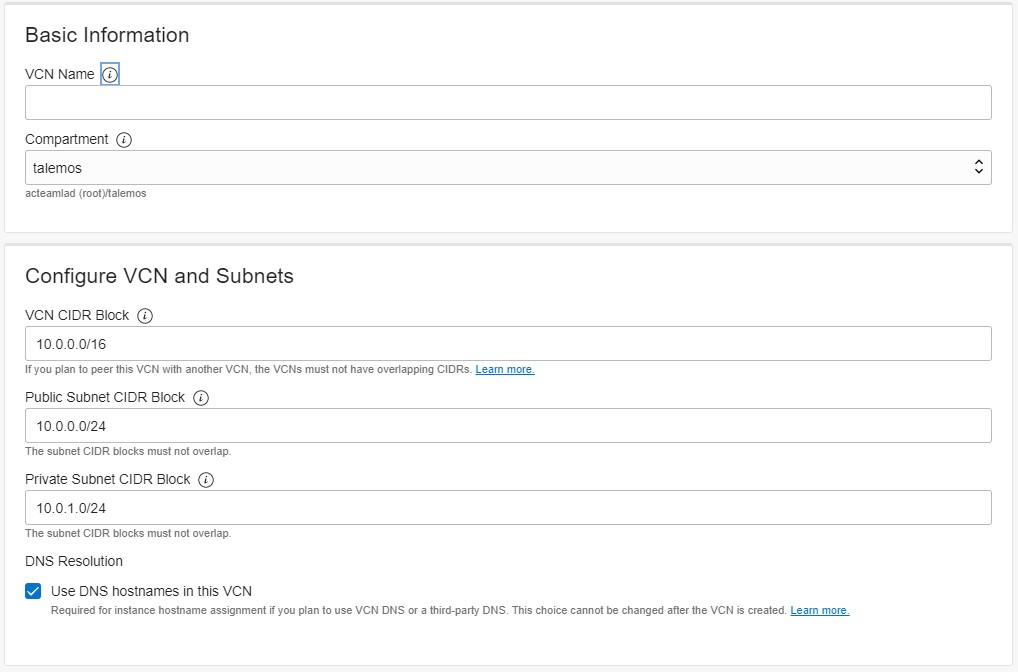 Basic Information
VCN Name
Compartment
talemos
acteamlad (root)/talemos
Configure VCN and Subnets
VCN CIDR Block
10.0.0.0/16
If you plan to peer this VCN with another VCN, the VCNs must not have overlapping CIDRs. Learn more.
Public Subnet CIDR Block
10.0.0.0/24
The subnet CIDR blocks must not overlap.
Private Subnet CIDR Block
10.0.1.0/24
The subnet CIDR blocks must not overlap.
DNS Resolution
Use DNS hostnames in this VCN
Required for instance hostname assignment if you plan to use VCN DNS or a third-party DNS. This choice cannot be changed after the VCN is created. Learn more.